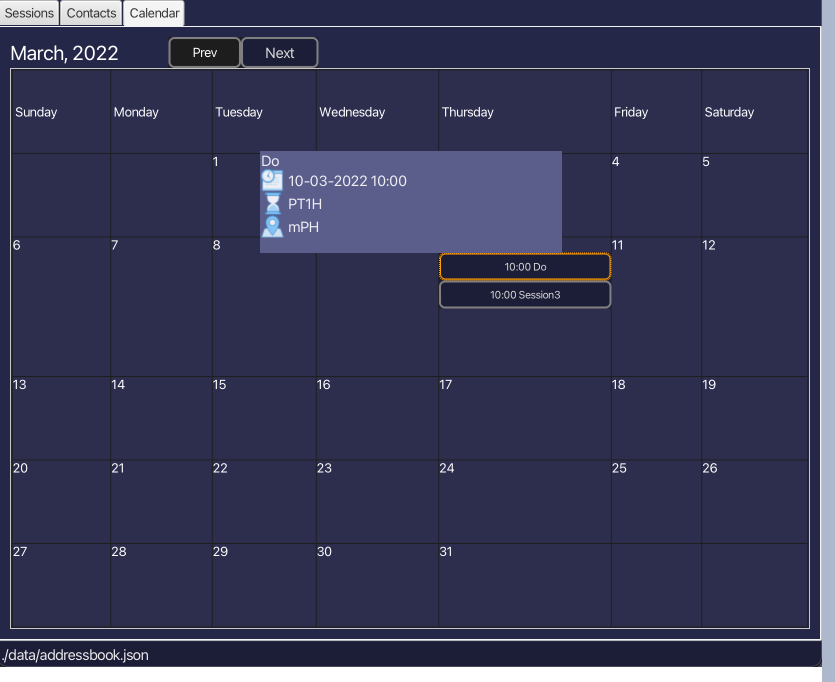 Sessions Contacts Calendar
March, 2022 Prev Next
Sunday Monday Tuesday Wednesday Thursday Friday Saturday
1 4 5
Do
10-03-2022 10:00
PT1H
mPH
6 7 8 11 12
10:00 Do
10:00 Session3
13 14 15 16 17 18 19
20 21 22 23 24 25 26
27 28 29 30 31
./data/addressbook.json